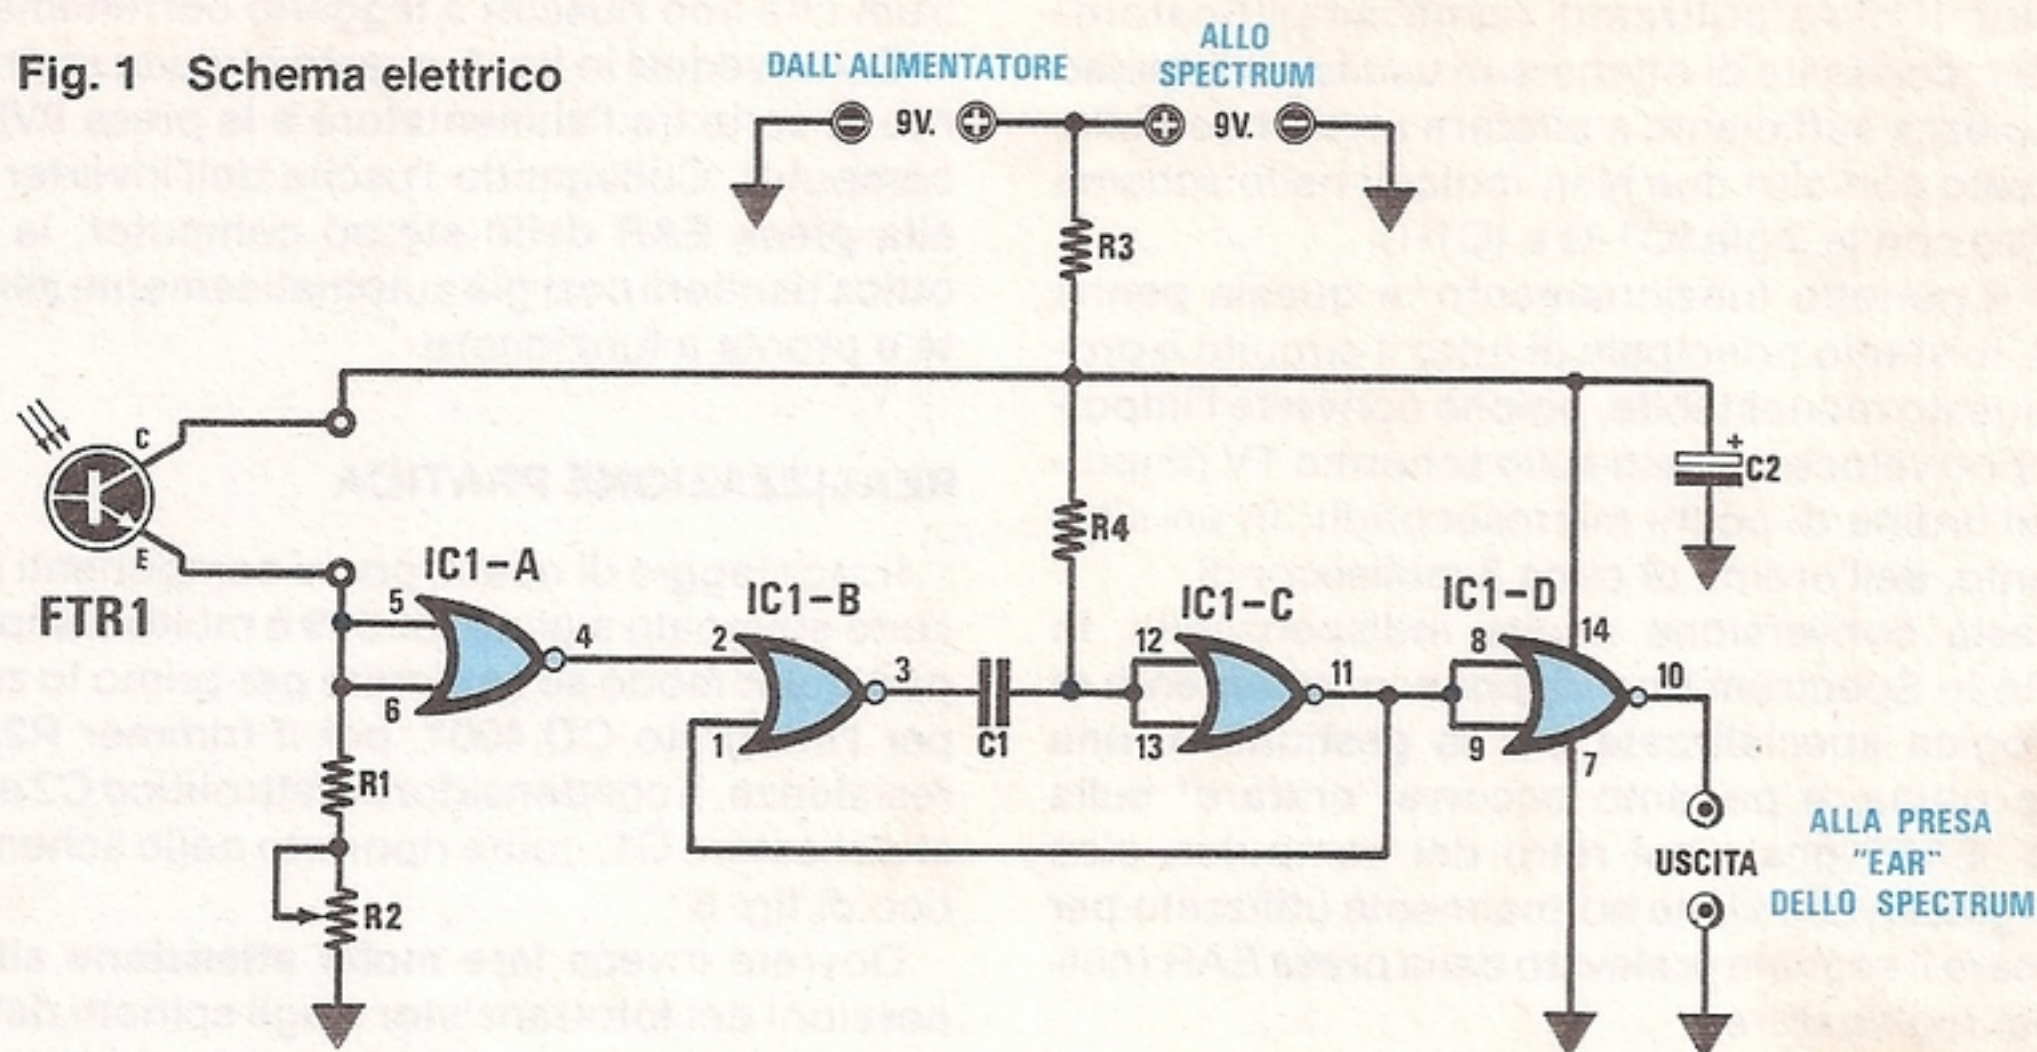 Fig. 1 Schema elettrico
DALL' ALIMENTATORE
ALLO
SPECTRUM
9V.
9V.
R3
C
E
FTR1
R4
+
C2
IC1-A
5
6
4
IC1-B
2
1
3
C1
IC1-C
12
13
11
IC1-D
8
9
14
7
10
R1
R2
USCITA
ALLA PRESA
"EAR"
DELLO SPECTRUM